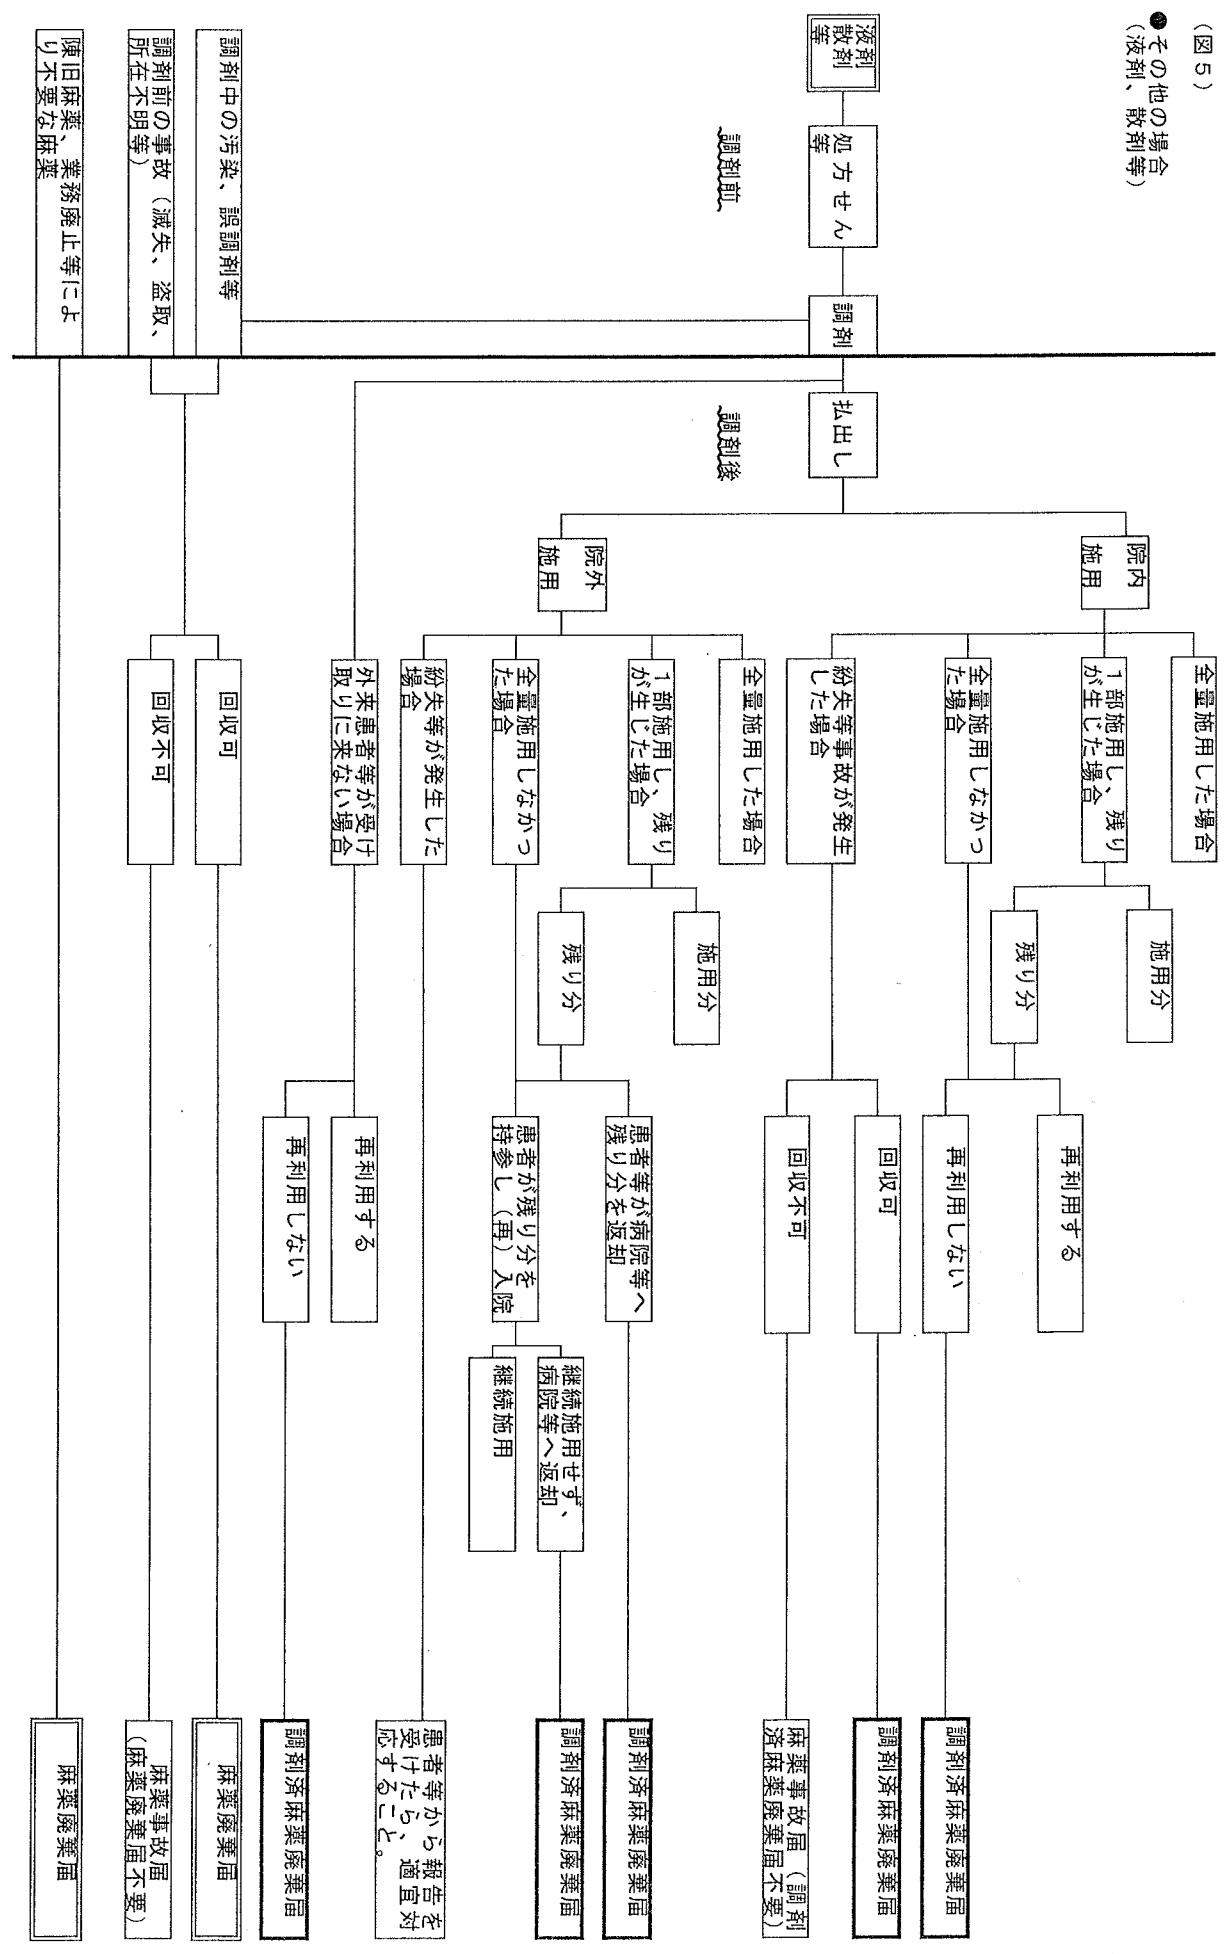 （図５）
●その他の場合
（液剤、散剤等）
液剤
散剤
等
処方せん
等
調剤
調剤前
調剤中の汚染、誤調剤等
調剤前の事故（滅失、盗取、
所在不明等）
陳旧麻薬、業務廃止等によ
り不要な麻薬
払出し
調剤後
院内
施用
院外
施用
全量施用した場合
１部施用し、残り
が生じた場合
全量施用しなかっ
た場合
紛失等事故が発生
した場合
全量施用した場合
１部施用し、残り
が生じた場合
全量施用しなかっ
た場合
紛失等が発生した
場合
外来患者等が受け
取りに来ない場合
回収可
回収不可
施用分
残り分
施用分
残り分
再利用する
再利用しない
回収可
回収不可
患者等が病院等へ
残り分を返却
患者が残り分を
持参し（再）入院
再利用する
再利用しない
継続施用せず、
病院等へ返却
継続施用
調剤済麻薬廃棄届
調剤済麻薬廃棄届
麻薬事故届（調剤
済麻薬廃棄届不要）
調剤済麻薬廃棄届
調剤済麻薬廃棄届
患者等から報告を
受けたら、適宜対
応すること。
調剤済麻薬廃棄届
麻薬廃棄届
麻薬事故届
（麻薬廃棄届不要）
麻薬廃棄届